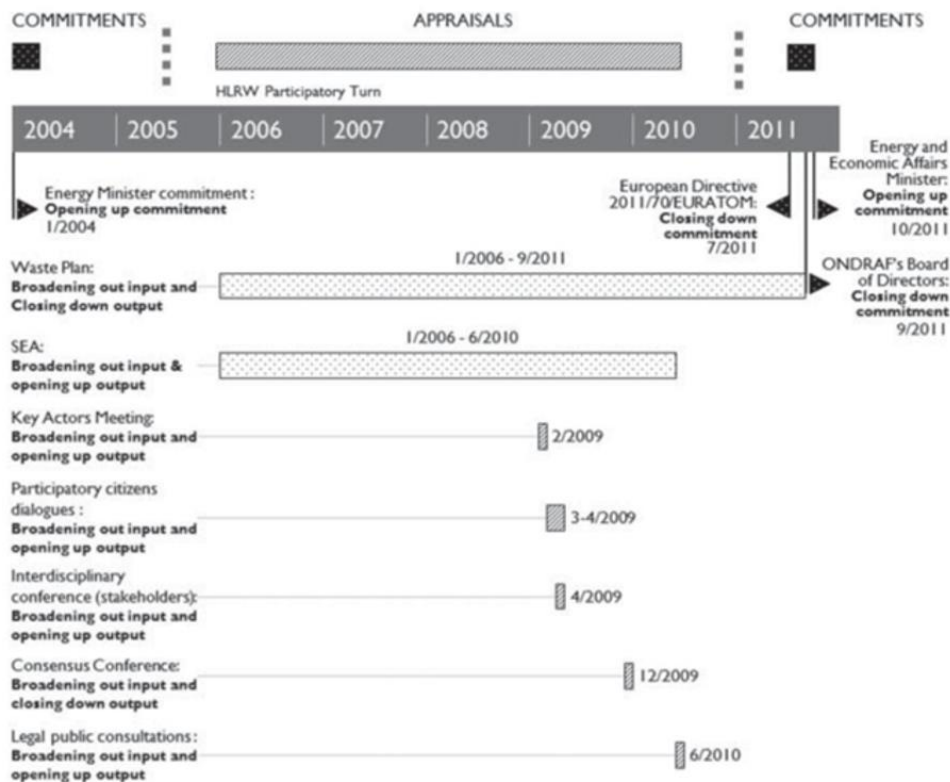 COMMITMENTS
APPRAISALS
COMMITMENTS
HLRW Participatory Turn
2004 2005 2006 2007 2008 2009 2010 2011
Energy Minister commitment :
Opening up commitment
1/2004
European Directive
2011/70/EURATOM:
Closing down
commitment
7/2011
Energy and
Economic Affairs
Minister:
Opening up
commitment
10/2011
Waste Plan:
Broadening out input and
Closing down output
1/2006 - 9/2011
ONDRAF's Board
of Directors:
Closing down
commitment
9/2011
SEA:
Broadening out input &
opening up output
1/2006 - 6/2010
Key Actors Meeting:
Broadening out input and
opening up output
2/2009
Participatory citizens
dialogues :
Broadening out input and
opening up output
3-4/2009
Interdisciplinary
conference (stakeholders):
Broadening out input and
opening up output
4/2009
Consensus Conference:
Broadening out input and
closing down output
12/2009
Legal public consultations :
Broadening out input and
opening up output
6/2010